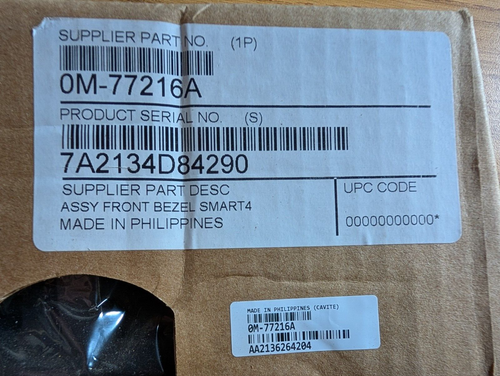 SUPPLIER PART NO. (1P)
0M-77216A
PRODUCT SERIAL NO. (S)
7A2134D84290
SUPPLIER PART DESC
ASSY FRONT BEZEL SMART4
MADE IN PHILIPPINES
UPC CODE
00000000000*
MADE IN PHILIPPINES (CAVITE)
0M-77216A
AA2136264204